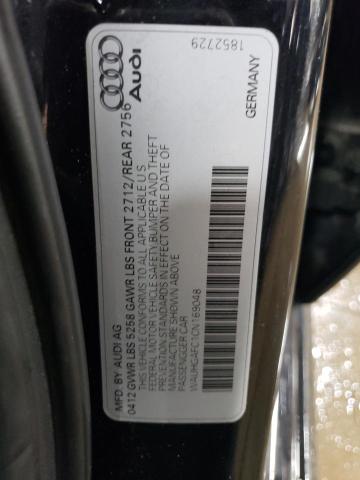 Audi
1852729
GERMANY
MFD. BY AUDI AG
0412 GVWR LBS 5258 GAWR LBS FRONT 2712/REAR 2756
THIS VEHICLE CONFORMS TO ALL APPLICABLE U.S.
FEDERAL MOTOR VEHICLE SAFETY, BUMPER AND THEFT
PREVENTION STANDARDS IN EFFECT ON THE DATE OF
MANUFACTURE SHOWN ABOVE
PASSENGER CAR
WAUHGAFC1CN169048